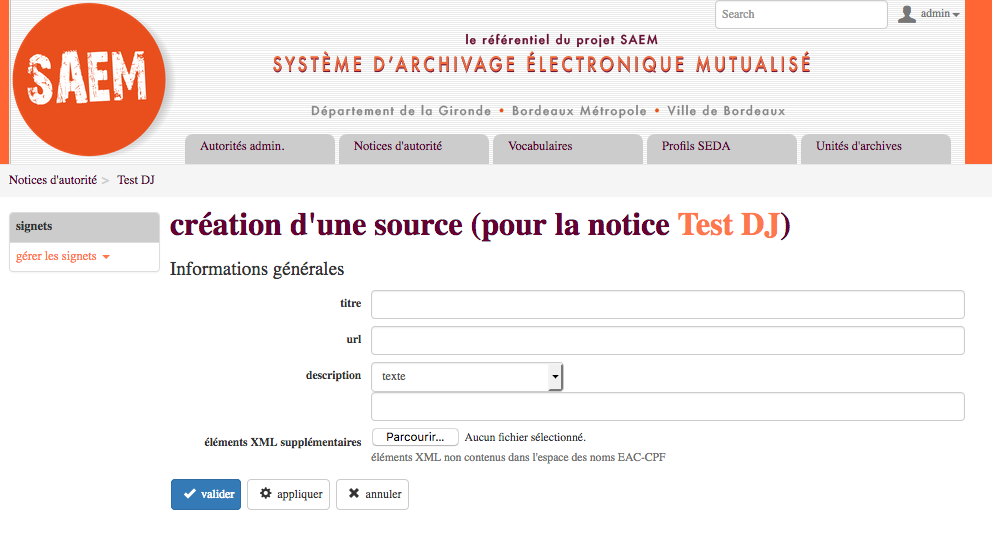 Search
admin
SAEM
le référentiel du projet SAEM
SYSTÈME D'ARCHIVAGE ÉLECTRONIQUE MUTUALISÉ
Département de la Gironde • Bordeaux Métropole • Ville de Bordeaux
Autorités admin. Notices d'autorité Vocabulaires Profils SEDA Unités d'archives
Notices d'autorité > Test DJ
signets
gérer les signets
création d'une source (pour la notice Test DJ)
Informations générales
titre
url
description texte
éléments XML supplémentaires Parcourir... Aucun fichier sélectionné.
éléments XML non contenus dans l'espace des noms EAC-CPF
valider appliquer annuler